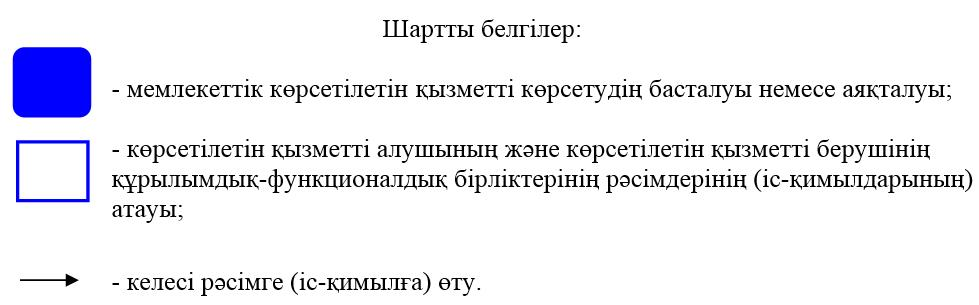 Шартты белгілер:
- мемлекеттік көрсетілетін қызметті көрсетудің басталуы немесе аяқталуы;
- көрсетілетін қызметті алушының және көрсетілетін қызметті берушінің
құрылымдық-функционалдық бірліктерінің рәсімдерінің (іс-қимылдарының)
атауы;
- келесі рәсімге (іс-қимылға) өту.